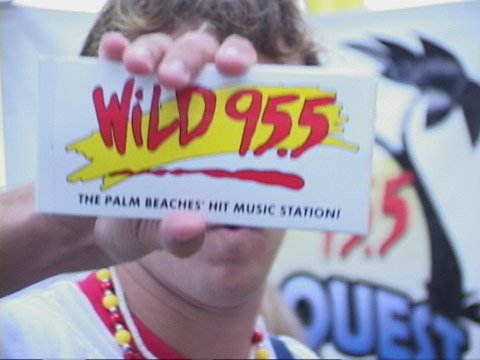 WiLD 95.5
THE PALM BEACHES' HIT MUSIC STATION!
95.5
QUEST